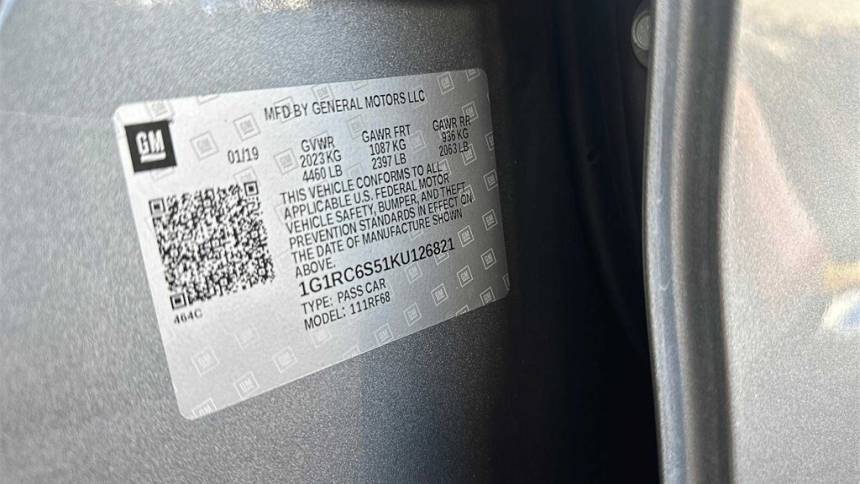 MFD BY GENERAL MOTORS LLC
GM
01/19
GVWR
2023 KG
4460 LB
GAWR FRT
1087 KG
2397 LB
GAWR RR
936 KG
2063 LB
THIS VEHICLE CONFORMS TO ALL
APPLICABLE U.S. FEDERAL MOTOR
VEHICLE SAFETY, BUMPER, AND THEFT
PREVENTION STANDARDS IN EFFECT ON
THE DATE OF MANUFACTURE SHOWN
ABOVE.
1G1RC6S51KU126821
TYPE: PASS CAR
MODEL: 111RF68
464C